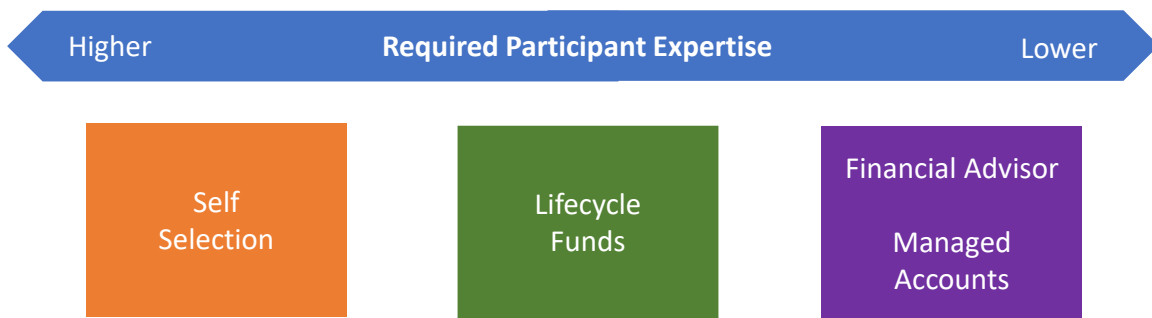 Higher Required Participant Expertise Lower
Self
Selection
Lifecycle
Funds
Financial Advisor
Managed
Accounts